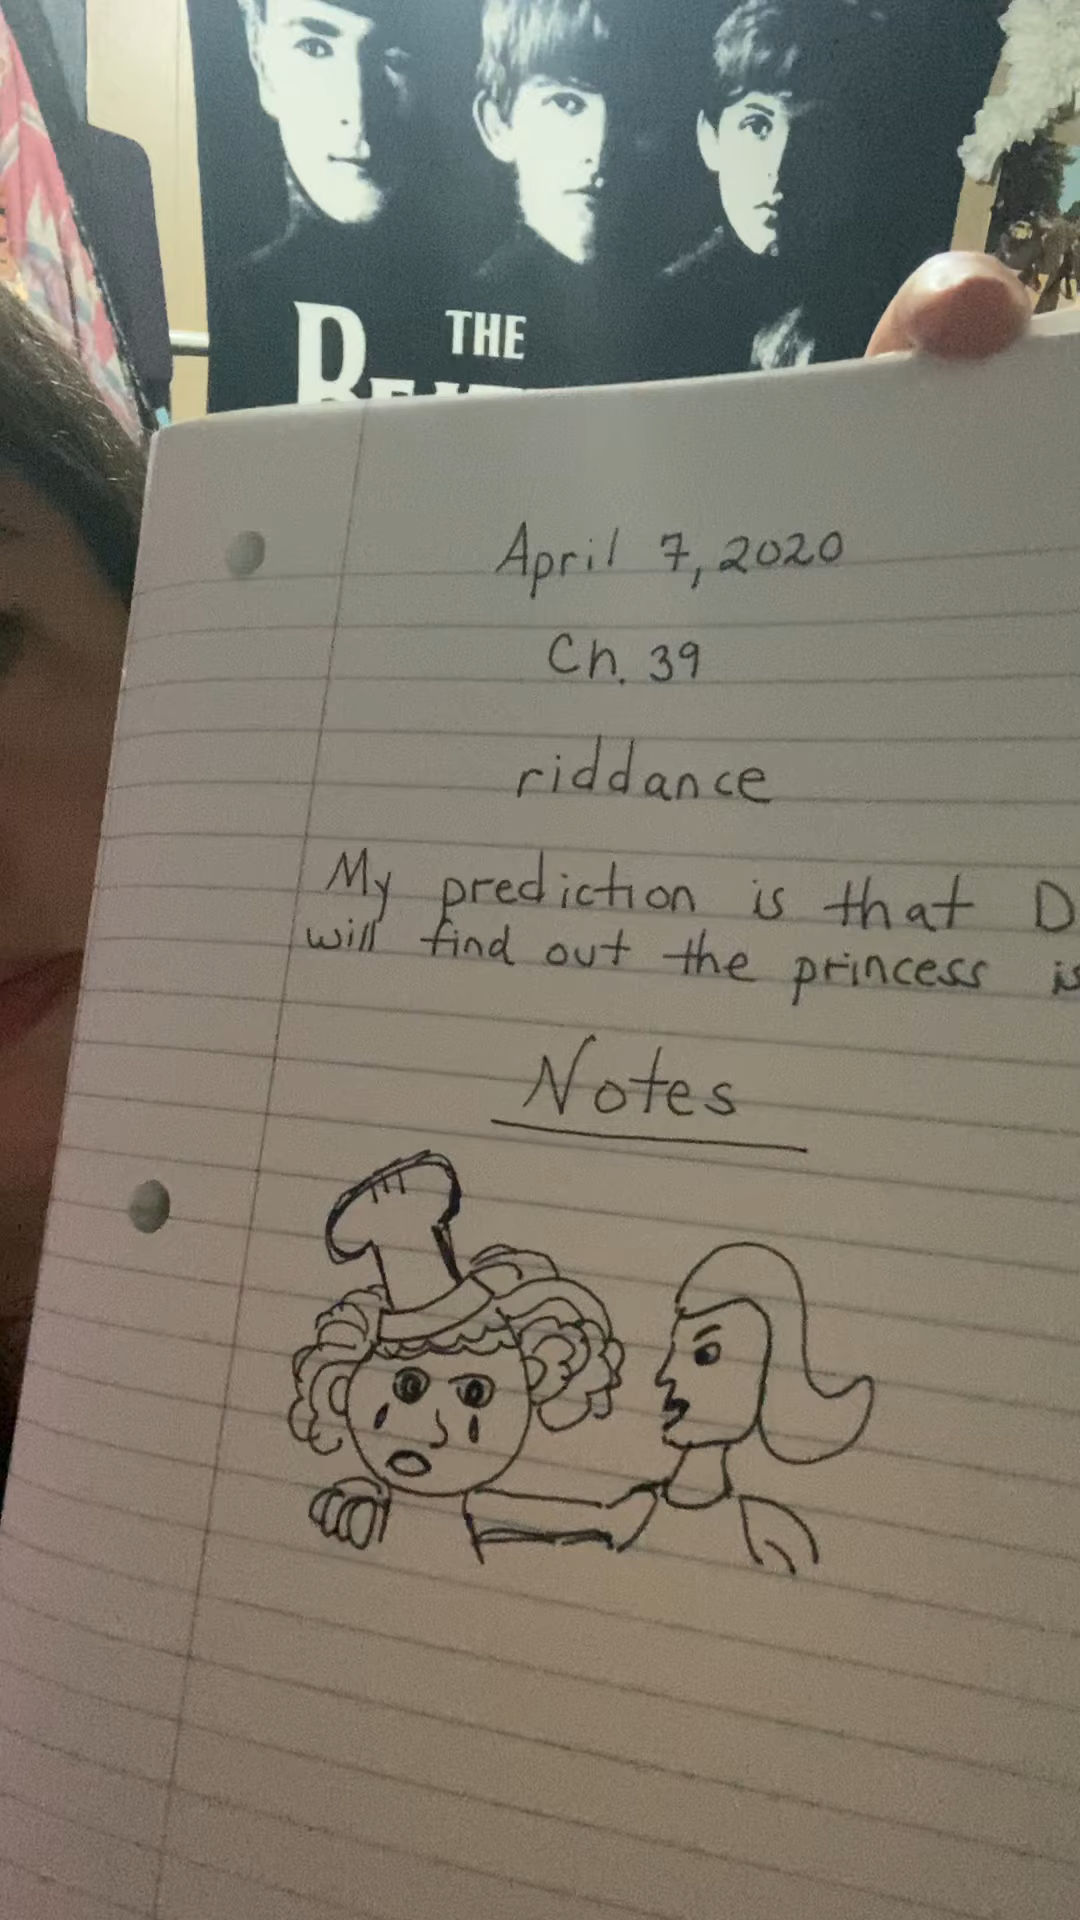 THE
April 7, 2020
Ch. 39
riddance
My prediction is that D
will find out the princess is
Notes